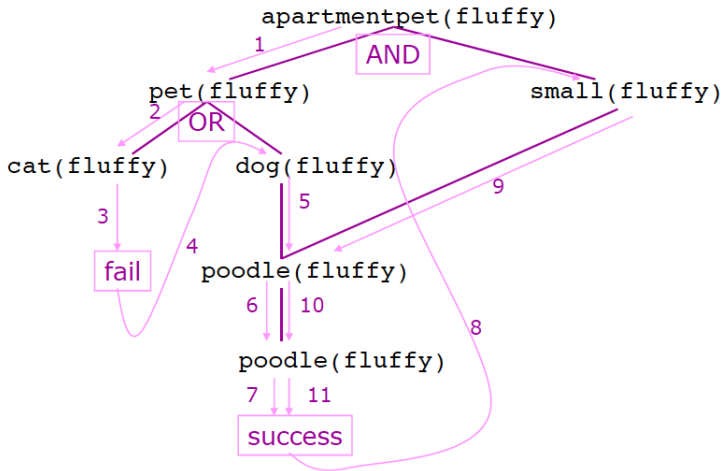 apartmentpet(fluffy)
1
AND
pet(fluffy)
small(fluffy)
2
OR
cat(fluffy)
dog(fluffy)
9
3
5
4
fail
poodle(fluffy)
6
10
8
poodle(fluffy)
7
11
success